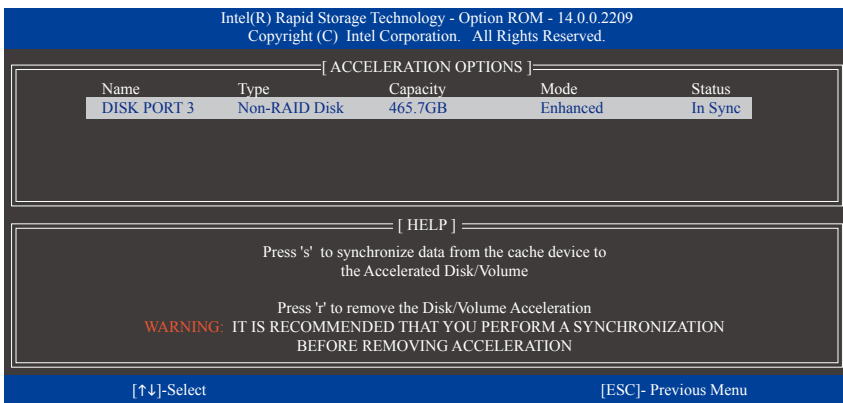 Intel(R) Rapid Storage Technology - Option ROM - 14.0.0.2209
Copyright (C) Intel Corporation. All Rights Reserved.
[ ACCELERATION OPTIONS ]
Name Type Capacity Mode Status
DISK PORT 3 Non-RAID Disk 465.7GB Enhanced In Sync
[ HELP ]
Press 's' to synchronize data from the cache device to
the Accelerated Disk/Volume
Press 'r' to remove the Disk/Volume Acceleration
WARNING: IT IS RECOMMENDED THAT YOU PERFORM A SYNCHRONIZATION
BEFORE REMOVING ACCELERATION
[↑↓]-Select [ESC]- Previous Menu